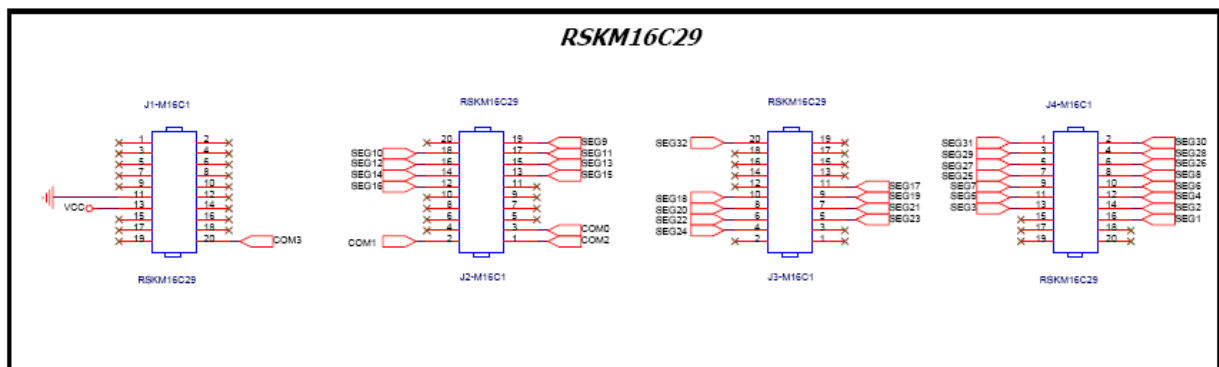 RSKM16C29
J1-M16C1
1 2
3 4
5 6
7 8
9 10
11 12
VCC 13 14
15 16
17 18
19 20 COM3
RSKM16C29
RSKM16C29
20 19 SEG9
SEG10 18 17 SEG11
SEG12 16 15 SEG13
SEG14 14 13 SEG15
SEG16 12 11
10 9
8 7
6 5
4 3 COM0
COM1 2 1 COM2
J2-M16C1
RSKM16C29
SEG32 20 19
18 17
16 15
14 13
12 11 SEG17
SEG18 10 9 SEG19
SEG20 8 7 SEG21
SEG22 6 5 SEG23
SEG24 4 3
2 1
J3-M16C1
J4-M16C1
SEG31 1 2 SEG30
SEG29 3 4 SEG28
SEG27 5 6 SEG26
SEG25 7 8 SEG8
SEG7 9 10 SEG6
SEG5 11 12 SEG4
SEG3 13 14 SEG2
15 16 SEG1
17 18
19 20
RSKM16C29